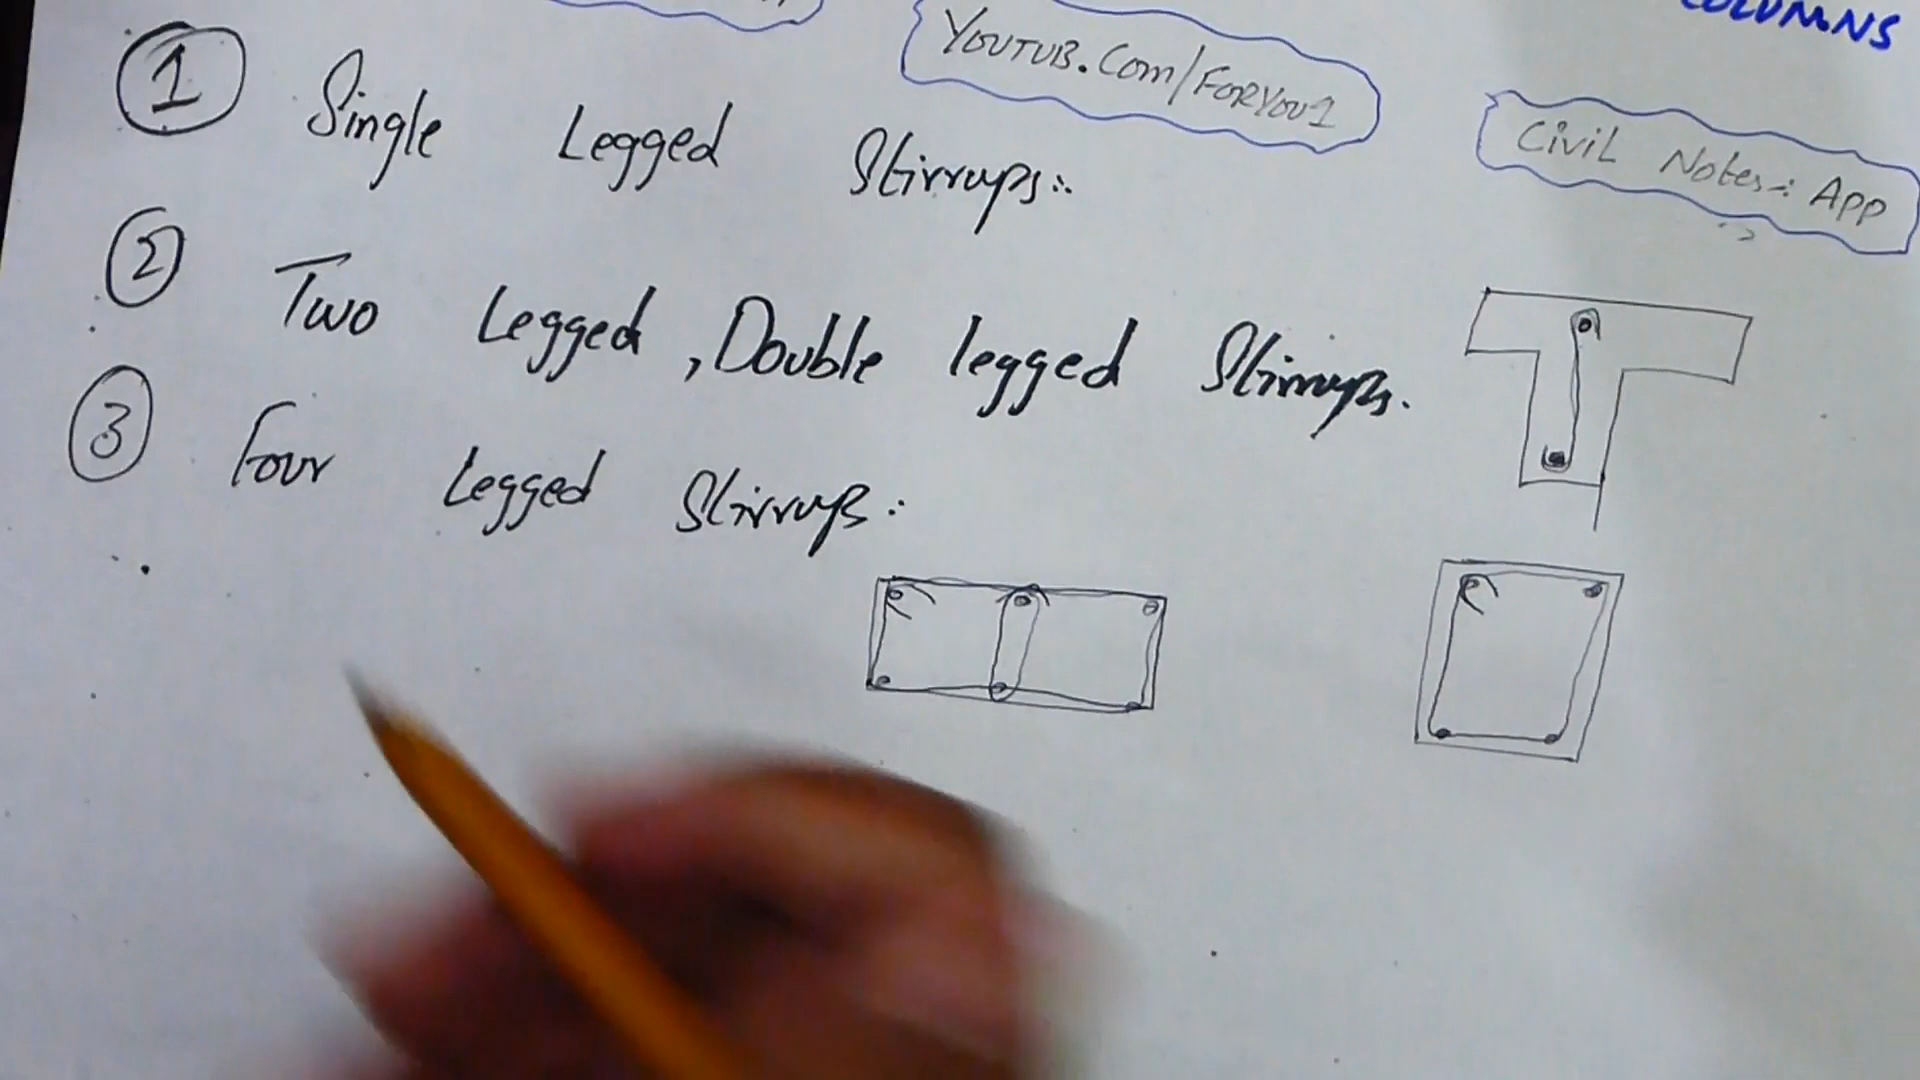 COLUMNS
YOUTUB.Com/FORYOU1
Civil Notes:- App
1 Single Legged Stirrups:-
2 Two Legged, Double legged Stirrups.
3 Four Legged Stirrups: